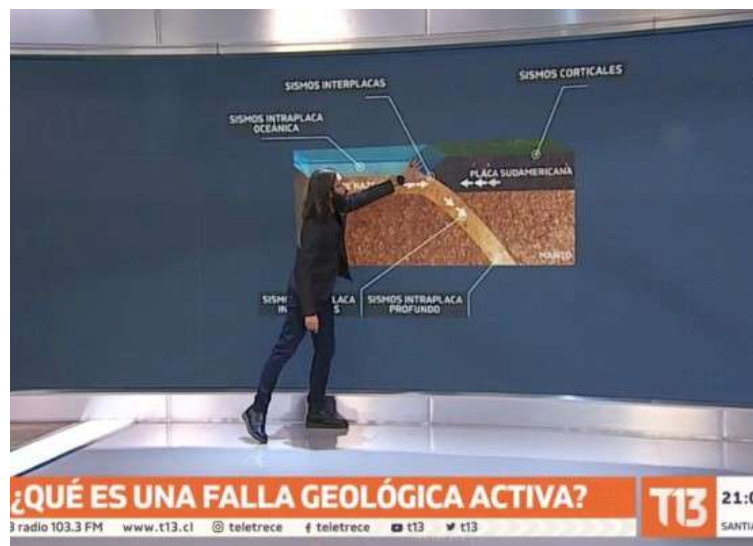 SISMOS INTERPLACAS
SISMOS CORTICALES
SISMOS INTRAPLACA
OCEÁNICA
PLACA SUDAMERICANA
MANTO
SISMOS INTRAPLACA
PROFUNDO
¿QUÉ ES UNA FALLA GEOLÓGICA ACTIVA?
T13
radio 103.3 FM www.t13.cl teletrece teletrece t13 t13